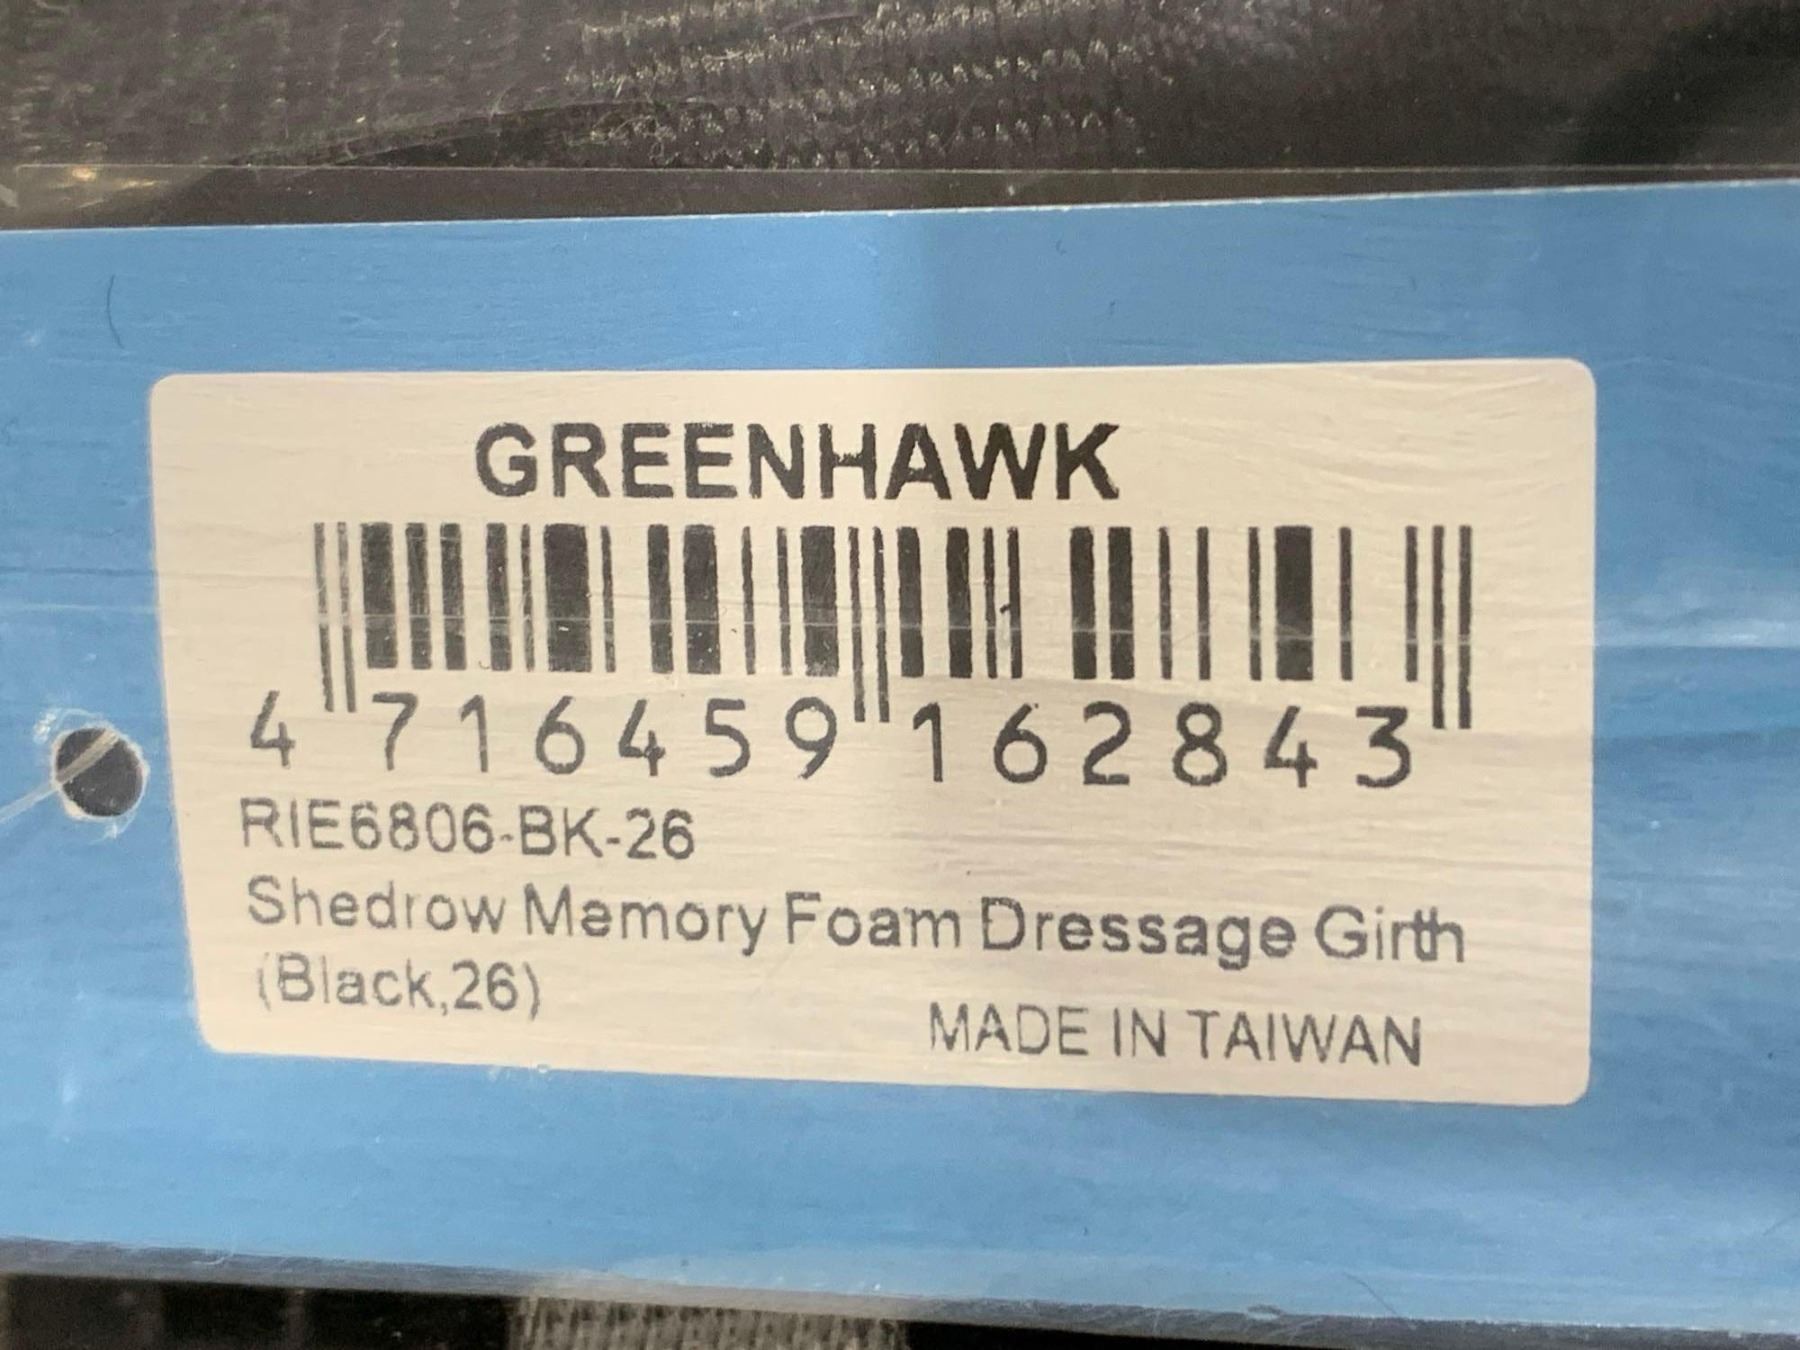 GREENHAWK
4 716459 162843
RIE6806-BK-26
Shedrow Memory Foam Dressage Girth
(Black,26)
MADE IN TAIWAN